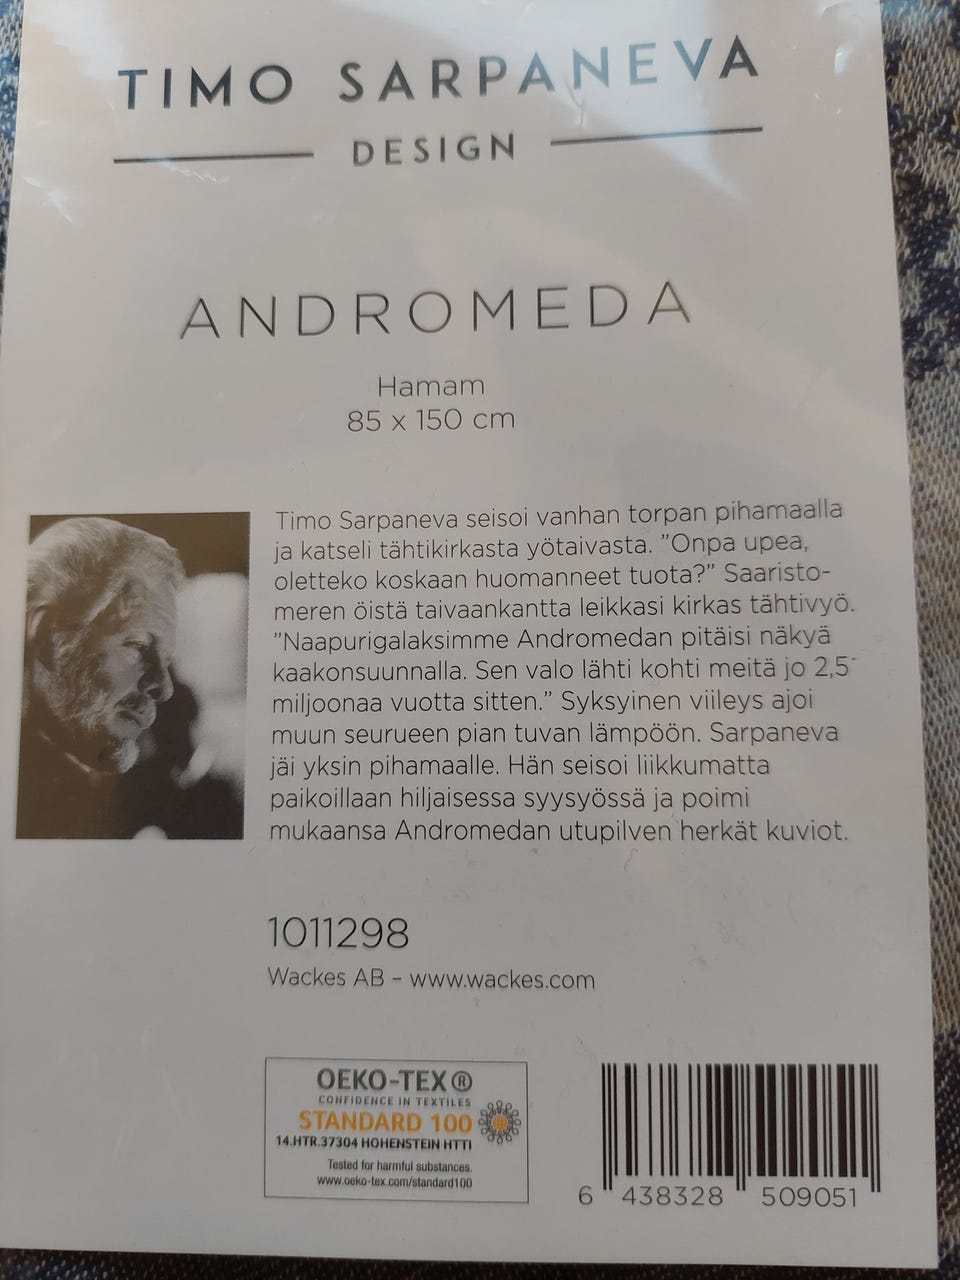 TIMO SARPANEVA
DESIGN
ANDROMEDA
Hamam
85 x 150 cm
Timo Sarpaneva seisoi vanhan torpan pihamaalla
ja katseli tähtikirkasta yötaivasta. ”Onpa upea,
oletteko koskaan huomanneet tuota?” Saaristo-
meren öistä taivaankantta leikkasi kirkas tähtivyö.
”Naapurigalaksimme Andromedan pitäisi näkyä
kaakonsuunnalla. Sen valo lähti kohti meitä jo 2,5
miljoonaa vuotta sitten.” Syksyinen viileys ajoi
muun seurueen pian tuvan lämpöön. Sarpaneva
jäi yksin pihamaalle. Hän seisoi liikkumatta
paikoillaan hiljaisessa syysyössä ja poimi
mukaansa Andromedan utupilven herkät kuviot.
1011298
Wackes AB – www.wackes.com
OEKO-TEX®
CONFIDENCE IN TEXTILES
STANDARD 100
14.HTR.37304 HOHENSTEIN HTTI
Tested for harmful substances.
www.oeko-tex.com/standard100
6 438328 509051